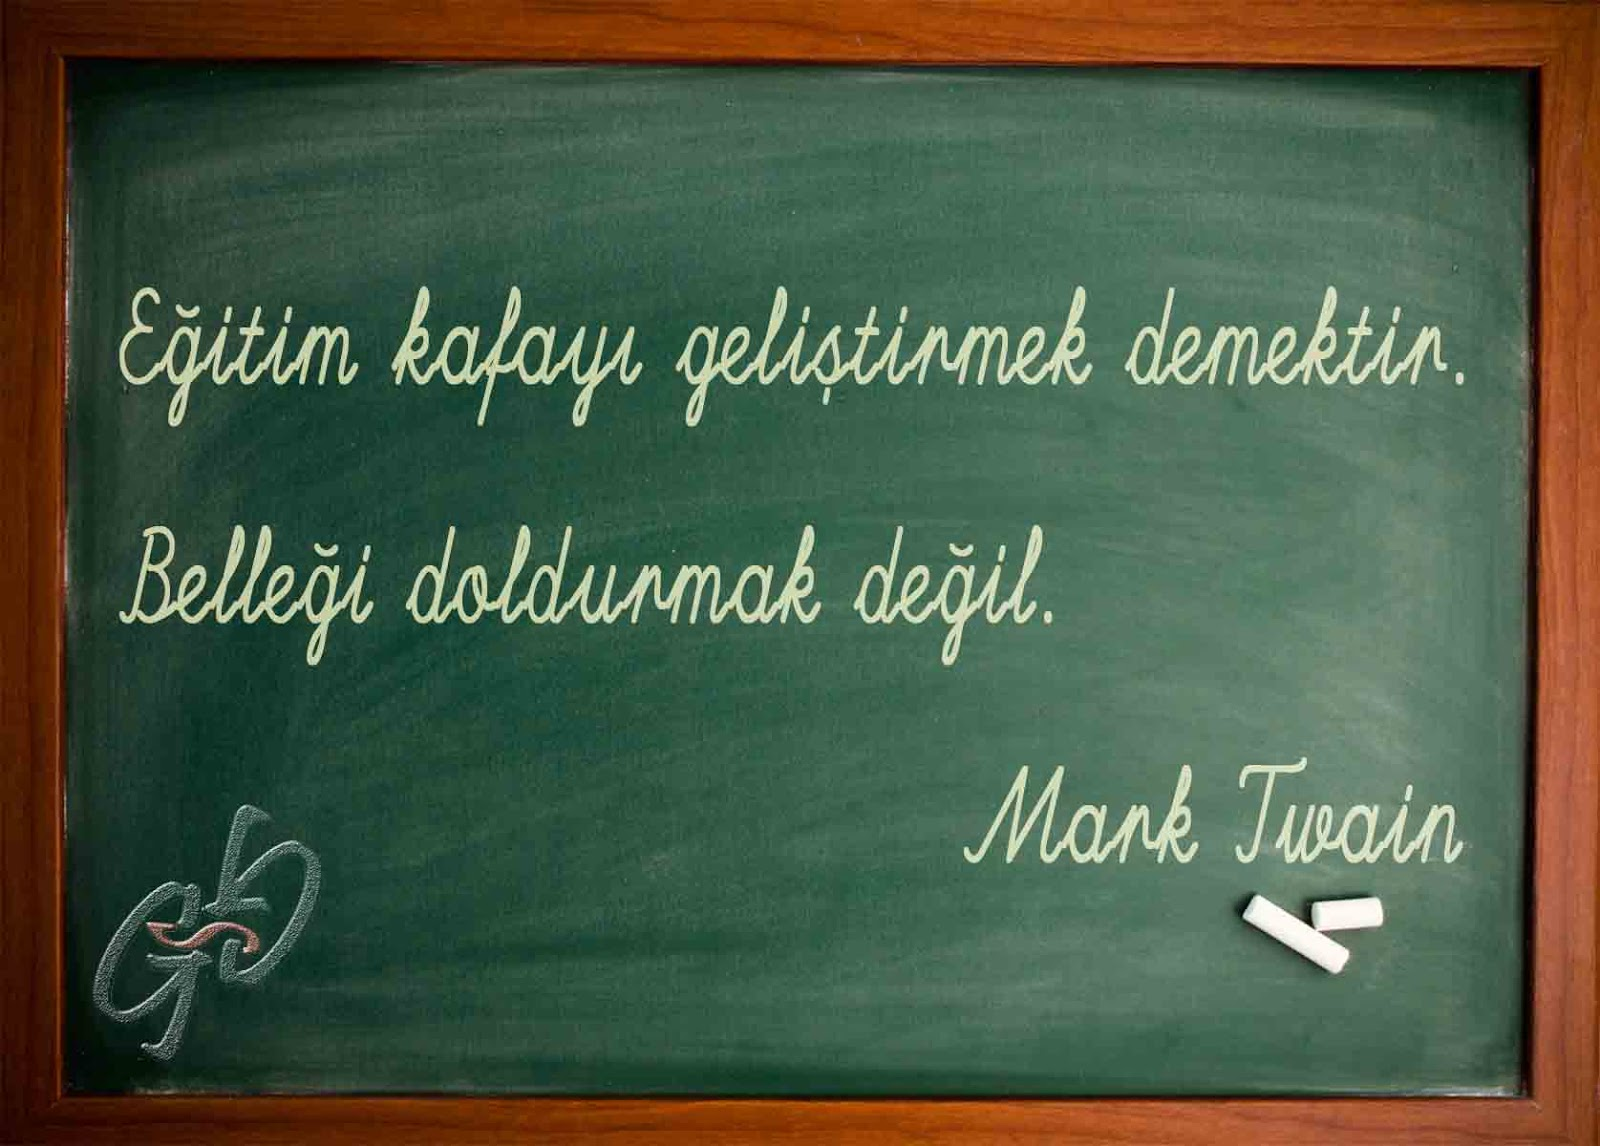 Eğitim kafayı geliştirmek demektir.
Belleği doldurmak değil.
Mark Twain